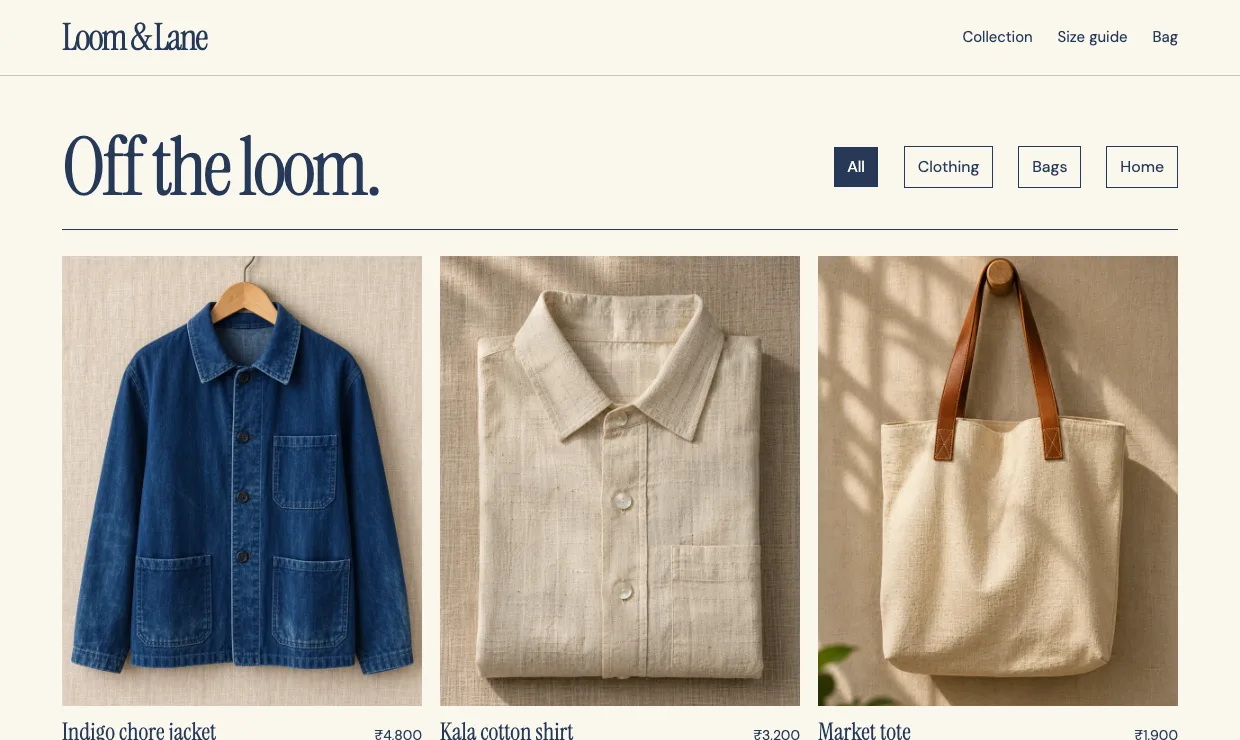 Loom & Lane
Collection Size guide Bag
Off the loom.
All Clothing Bags Home
Indigo chore jacket ₹4,800
Kala cotton shirt ₹3,200
Market tote ₹1,900